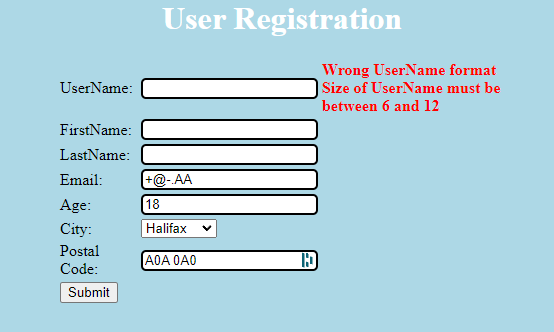 User Registration
Wrong UserName format
UserName: Size of UserName must be
between 6 and 12
FirstName:
LastName:
Email: +@-.AA
Age: 18
City: Halifax
Postal
Code: A0A 0A0
Submit